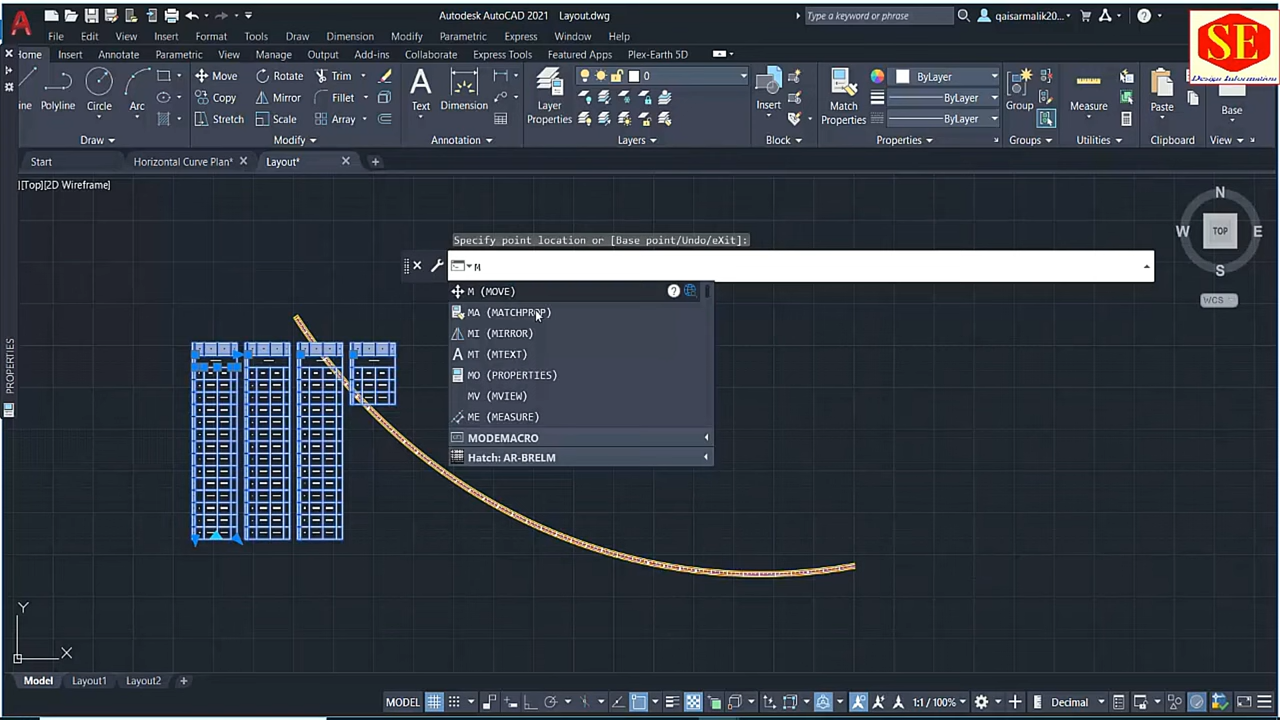 Autodesk AutoCAD 2021 Layout.dwg
Type a keyword or phrase
qaisarmalik20...
SE
Design Information
File Edit View Insert Format Tools Draw Dimension Modify Parametric Express Window Help
Home Insert Annotate Parametric View Manage Output Add-ins Collaborate Express Tools Featured Apps Plex-Earth 5D
Move Rotate Trim
Copy Mirror Fillet
Stretch Scale Array
ine Polyline Circle Arc
Text Dimension
Layer Properties
0
Insert
Match Properties
ByLayer
ByLayer
ByLayer
Group
Measure
Paste
Base
Draw Modify Annotation Layers Block Properties Groups Utilities Clipboard View
Start Horizontal Curve Plan* Layout*
][Top][2D Wireframe]
N
W TOP E
S
WCS
PROPERTIES
Specify point location or [Base point/Undo/eXit]:
M
M (MOVE)
MA (MATCHPROP)
MI (MIRROR)
MT (MTEXT)
MO (PROPERTIES)
MV (MVIEW)
ME (MEASURE)
MODEMACRO
Hatch: AR-BRELM
Y
X
Model Layout1 Layout2
MODEL 1:1 / 100% Decimal